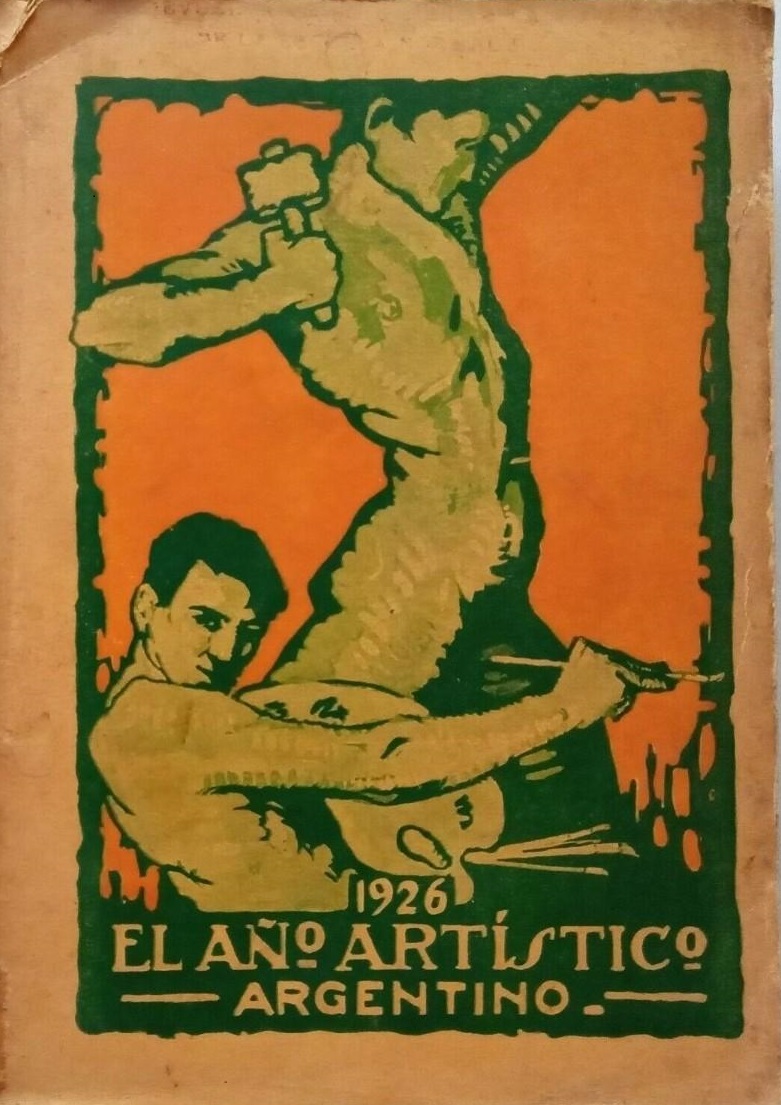 1926
EL AÑO ARTÍSTICO
ARGENTINO.